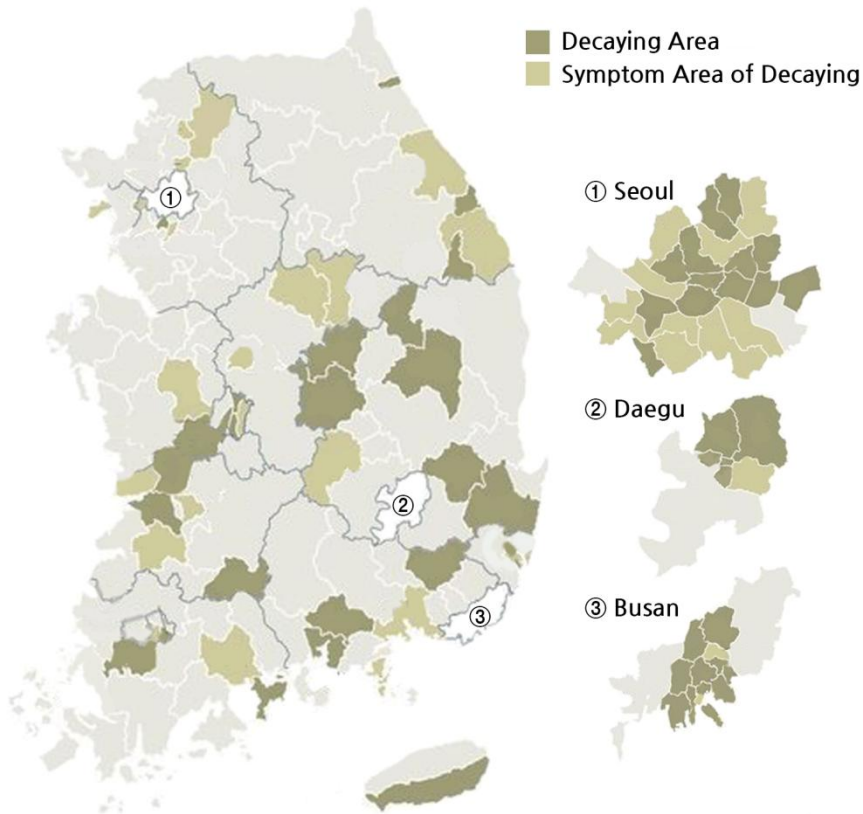 Decaying Area
Symptom Area of Decaying
①
① Seoul
② Daegu
②
③
③ Busan